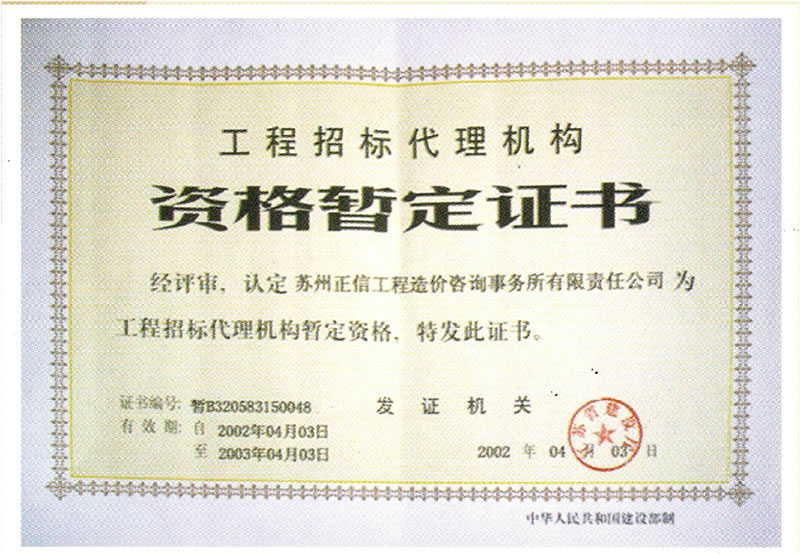 工程招标代理机构
资格暂定证书
经评审，认定 苏州正信工程造价咨询事务所有限责任公司 为
工程招标代理机构暂定资格，特发此证书。
证书编号: 暂B320583150048
发 证 机 关
有 效 期: 自 2002年04月03日
至 2003年04月03日
2002 年 04 月 03 日
江苏省建设厅
中华人民共和国建设部制